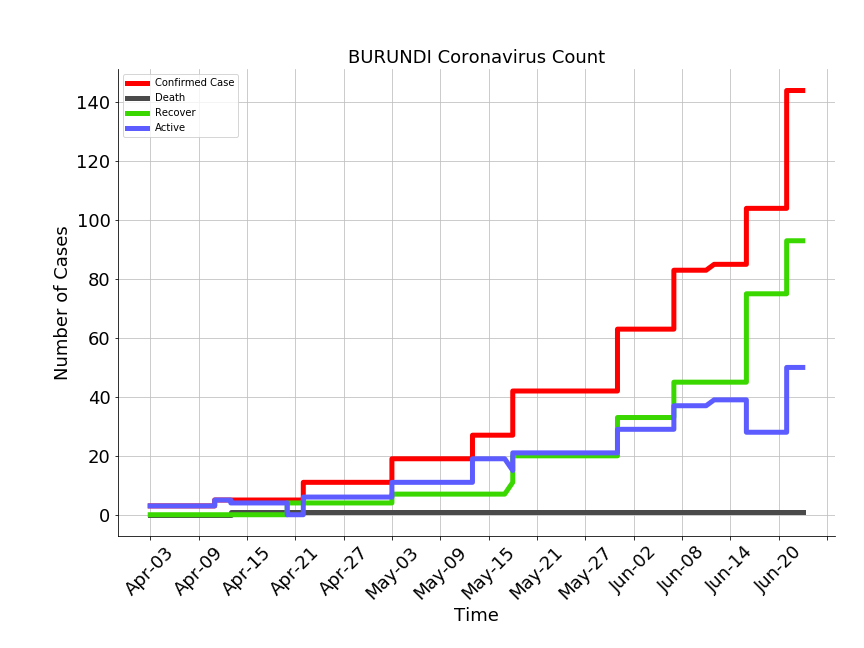 BURUNDI Coronavirus Count
Confirmed Case
Death
Recover
Active
Number of Cases
140
120
100
80
60
40
20
0
Apr-03
Apr-09
Apr-15
Apr-21
Apr-27
May-03
May-09
May-15
May-21
May-27
Jun-02
Jun-08
Jun-14
Jun-20
Time